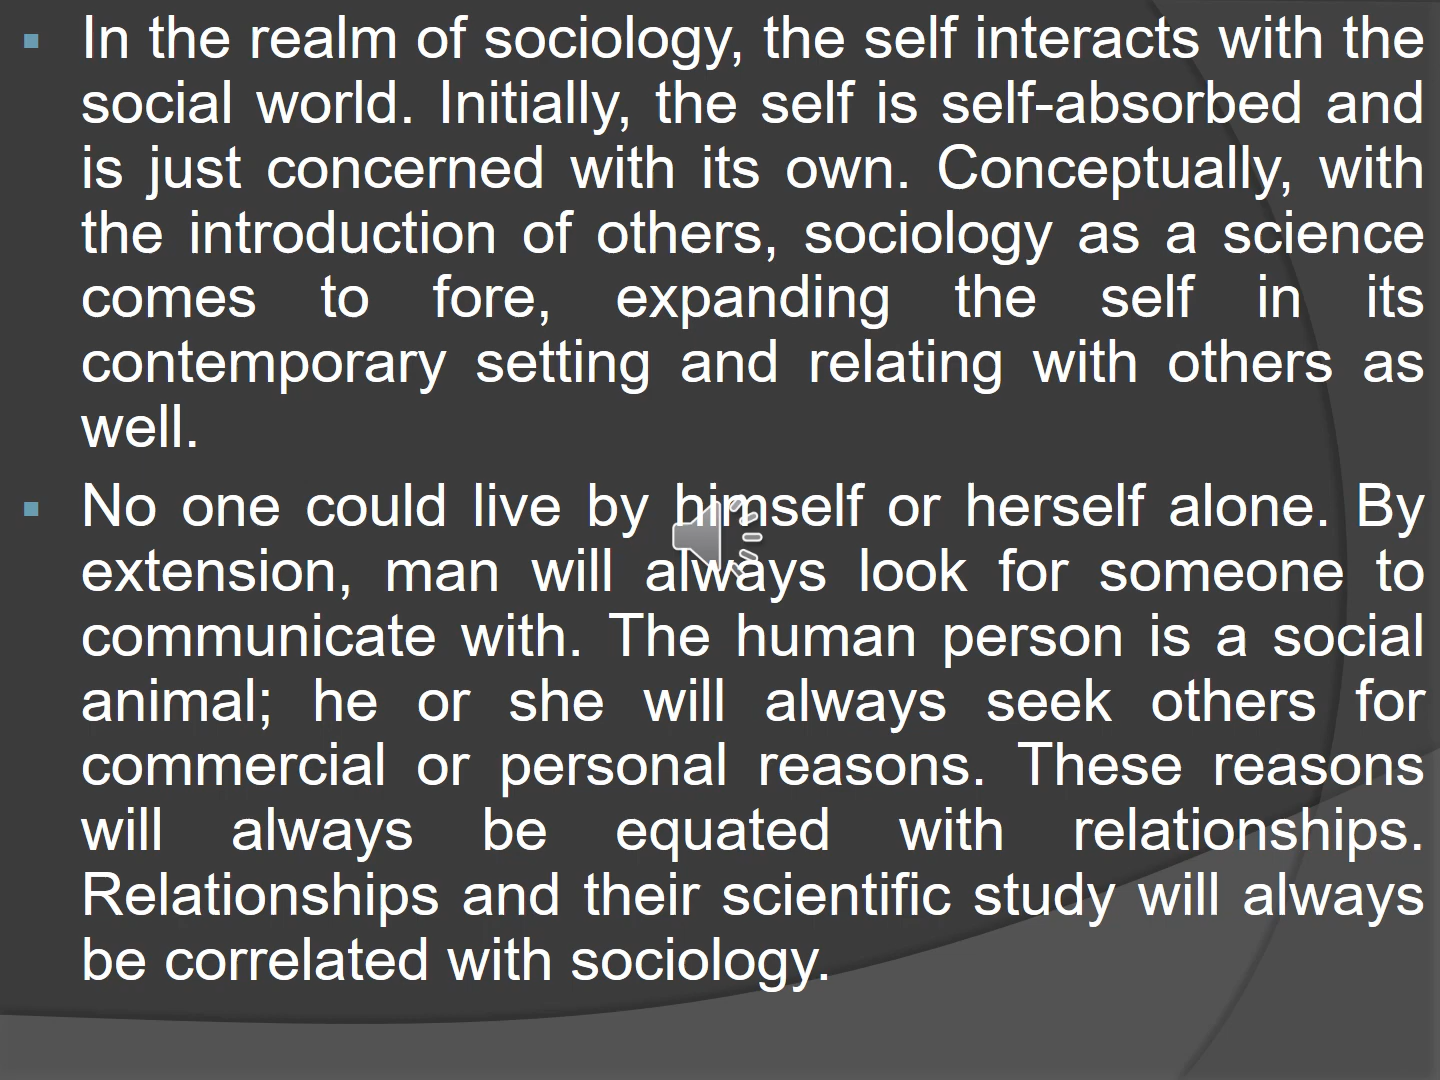 In the realm of sociology, the self interacts with the
social world. Initially, the self is self-absorbed and
is just concerned with its own. Conceptually, with
the introduction of others, sociology as a science
comes to fore, expanding the self in its
contemporary setting and relating with others as
well.
No one could live by himself or herself alone. By
extension, man will always look for someone to
communicate with. The human person is a social
animal; he or she will always seek others for
commercial or personal reasons. These reasons
will always be equated with relationships.
Relationships and their scientific study will always
be correlated with sociology.